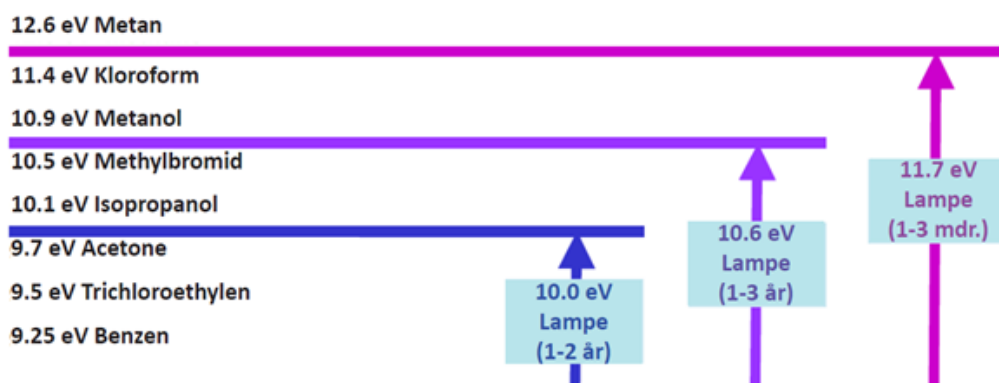 12.6 eV Metan
11.4 eV Kloroform
10.9 eV Metanol
10.5 eV Methylbromid
10.1 eV Isopropanol
9.7 eV Acetone
9.5 eV Trichloroethylen
9.25 eV Benzen
10.0 eV
Lampe
(1-2 år)
10.6 eV
Lampe
(1-3 år)
11.7 eV
Lampe
(1-3 mdr.)